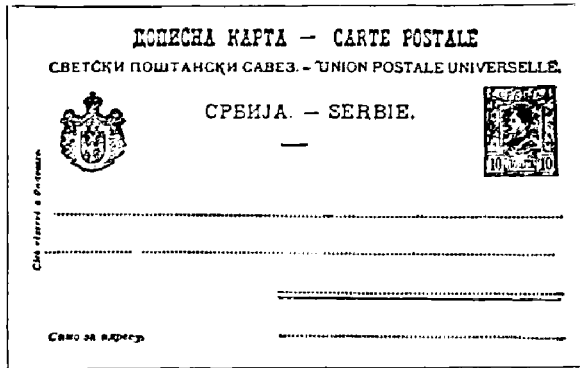 ДОПИСНА КАРТА — CARTE POSTALE
СВЕТСКИ ПОШТАНСКИ САВЕЗ. – UNION POSTALE UNIVERSELLE.
СРБИЈА. — SERBIE.
10 10
Само за адресу.